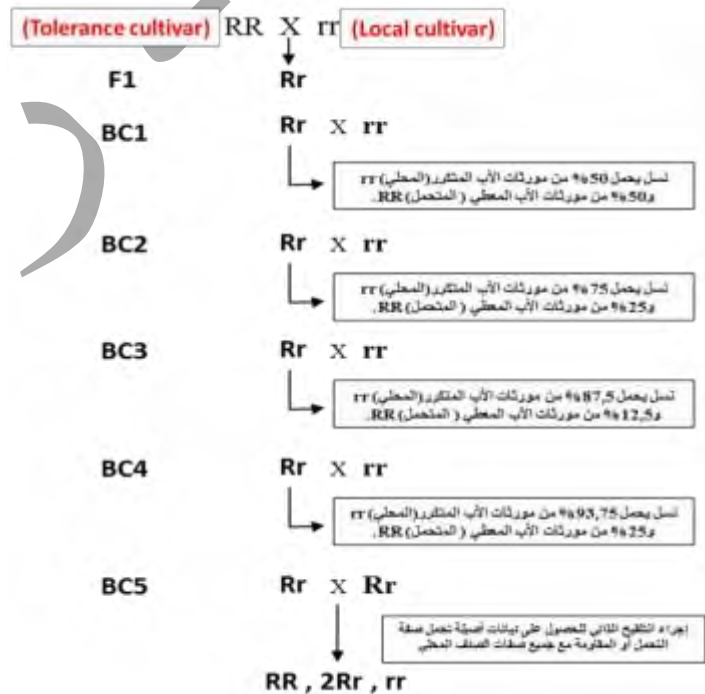 (Tolerance cultivar) RR X rr (Local cultivar)
F1 Rr
BC1 Rr X rr
نسل يحمل 50% من مورثات الأب المتكرر (المحلي) rr
و50% من مورثات الأب المعطي ( المتحمل) RR.
BC2 Rr X rr
نسل يحمل 75% من مورثات الأب المتكرر (المحلي) rr
و25% من مورثات الأب المعطي ( المتحمل) RR.
BC3 Rr X rr
نسل يحمل 87,5% من مورثات الأب المتكرر (المحلي) rr
و12,5% من مورثات الأب المعطي ( المتحمل) RR.
BC4 Rr X rr
نسل يحمل 93,75% من مورثات الأب المتكرر (المحلي) rr
و25% من مورثات الأب المعطي ( المتحمل) RR.
BC5 Rr X Rr
إجراء التلقيح الذاتي للحصول على نباتات أصيلة تحمل صفة
التحمل أو المقاومة مع جميع صفات الصنف المحلي
RR , 2Rr , rr